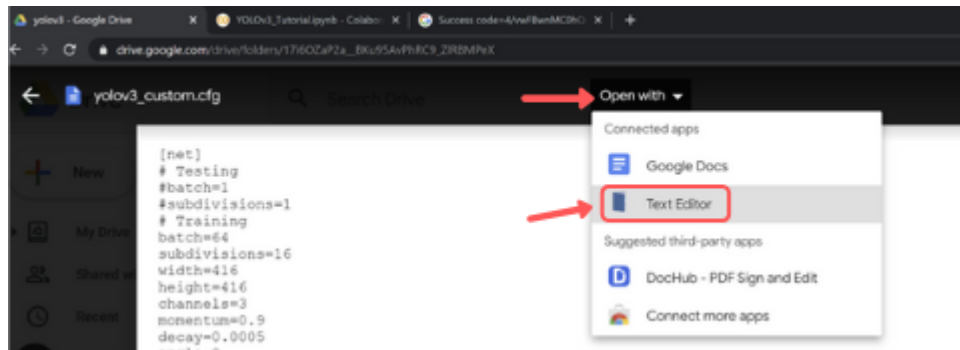 yolov3 - Google Drive
YOLOv3_Tutorial.ipynb - Colabor
Success code=4/vwFBwnMC0hO
drive.google.com/drive/folders/
yolov3_custom.cfg
Search Drive
Open with
Connected apps
Google Docs
Text Editor
Suggested third-party apps
DocHub - PDF Sign and Edit
Connect more apps
New
My Drive
Shared
Recent
[net]
# Testing
#batch=1
#subdivisions=1
# Training
batch=64
subdivisions=16
width=416
height=416
channels=3
momentum=0.9
decay=0.0005